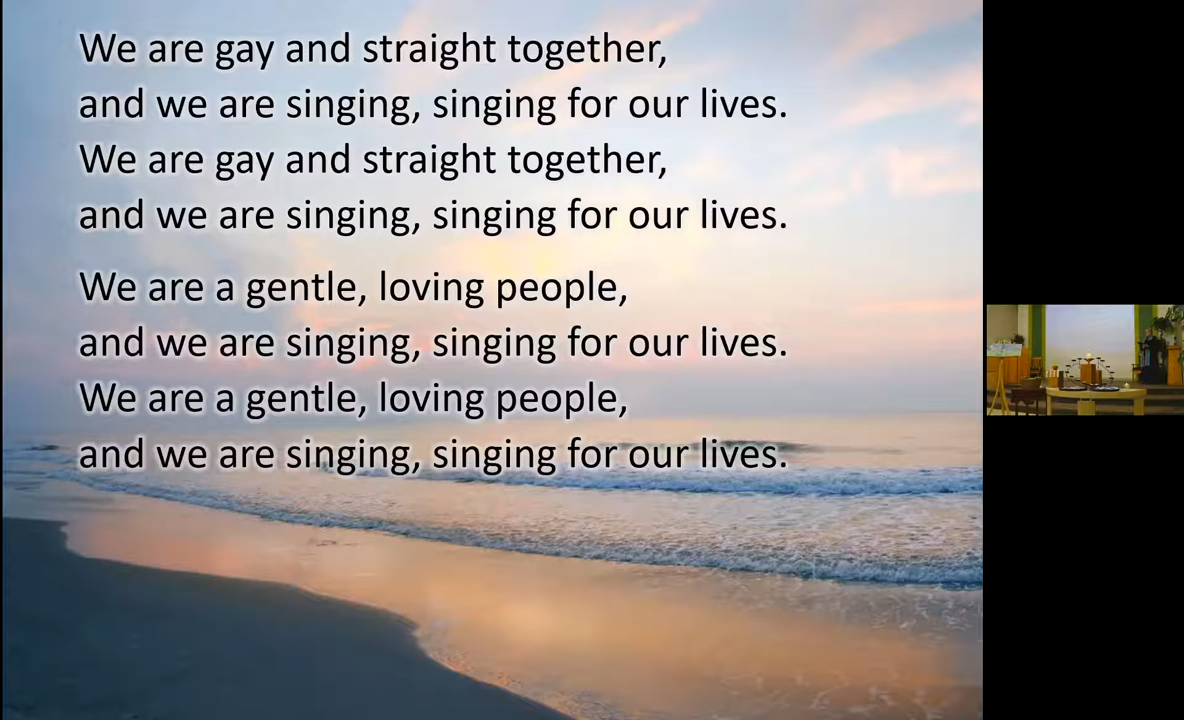 We are gay and straight together,
and we are singing, singing for our lives.
We are gay and straight together,
and we are singing, singing for our lives.
We are a gentle, loving people,
and we are singing, singing for our lives.
We are a gentle, loving people,
and we are singing, singing for our lives.